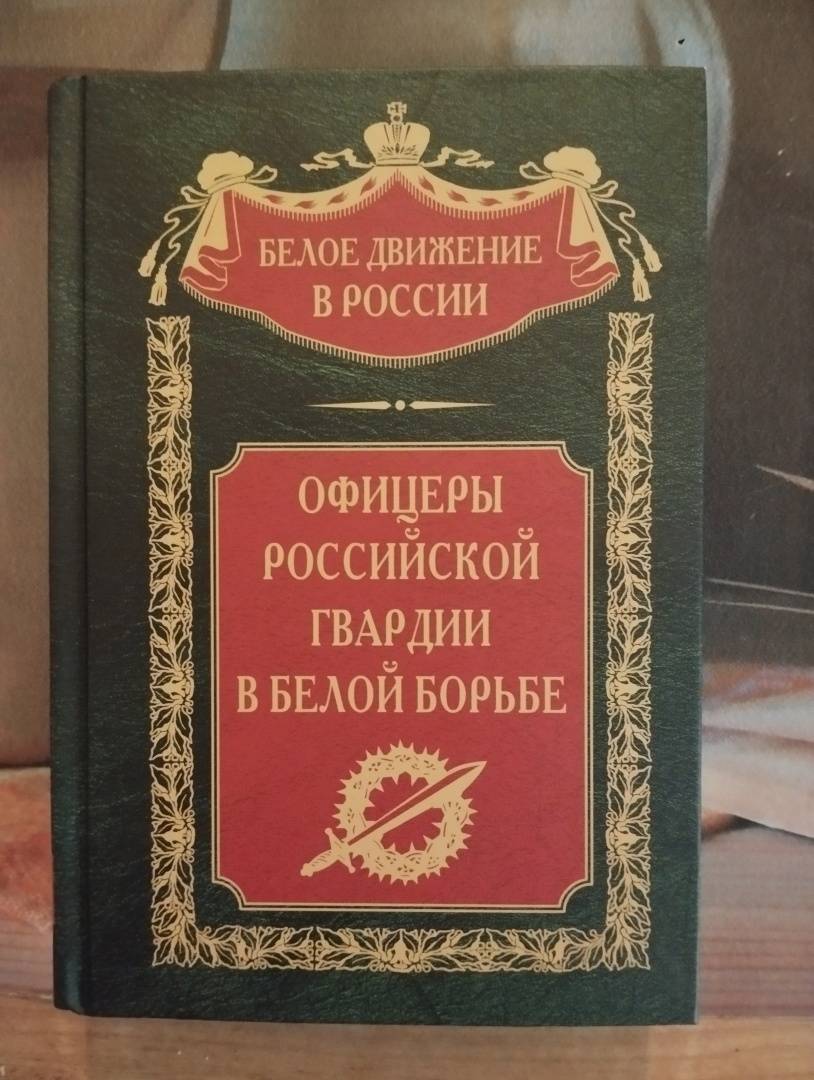 БЕЛОЕ ДВИЖЕНИЕ
В РОССИИ
ОФИЦЕРЫ
РОССИЙСКОЙ
ГВАРДИИ
В БЕЛОЙ БОРЬБЕ